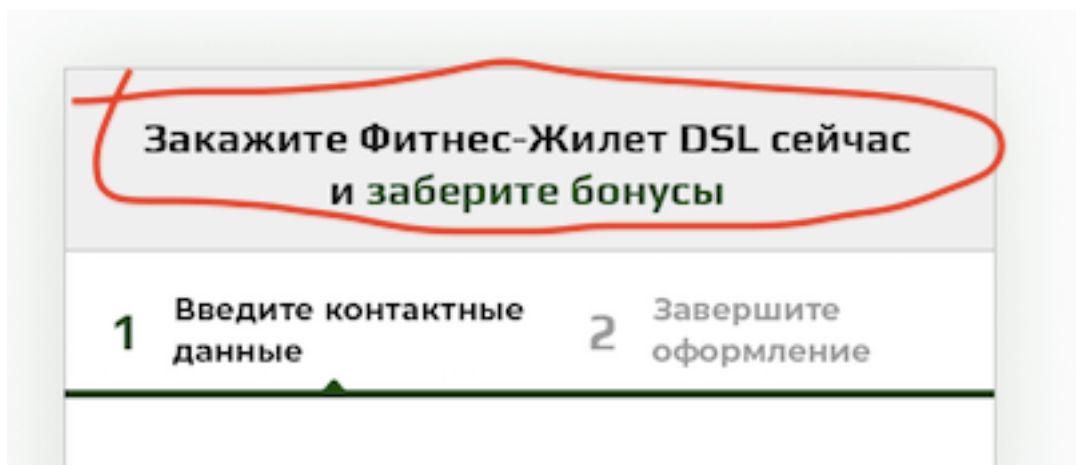 Закажите Фитнес-Жилет DSL сейчас
и заберите бонусы
1
Введите контактные
данные
2
Завершите
оформление